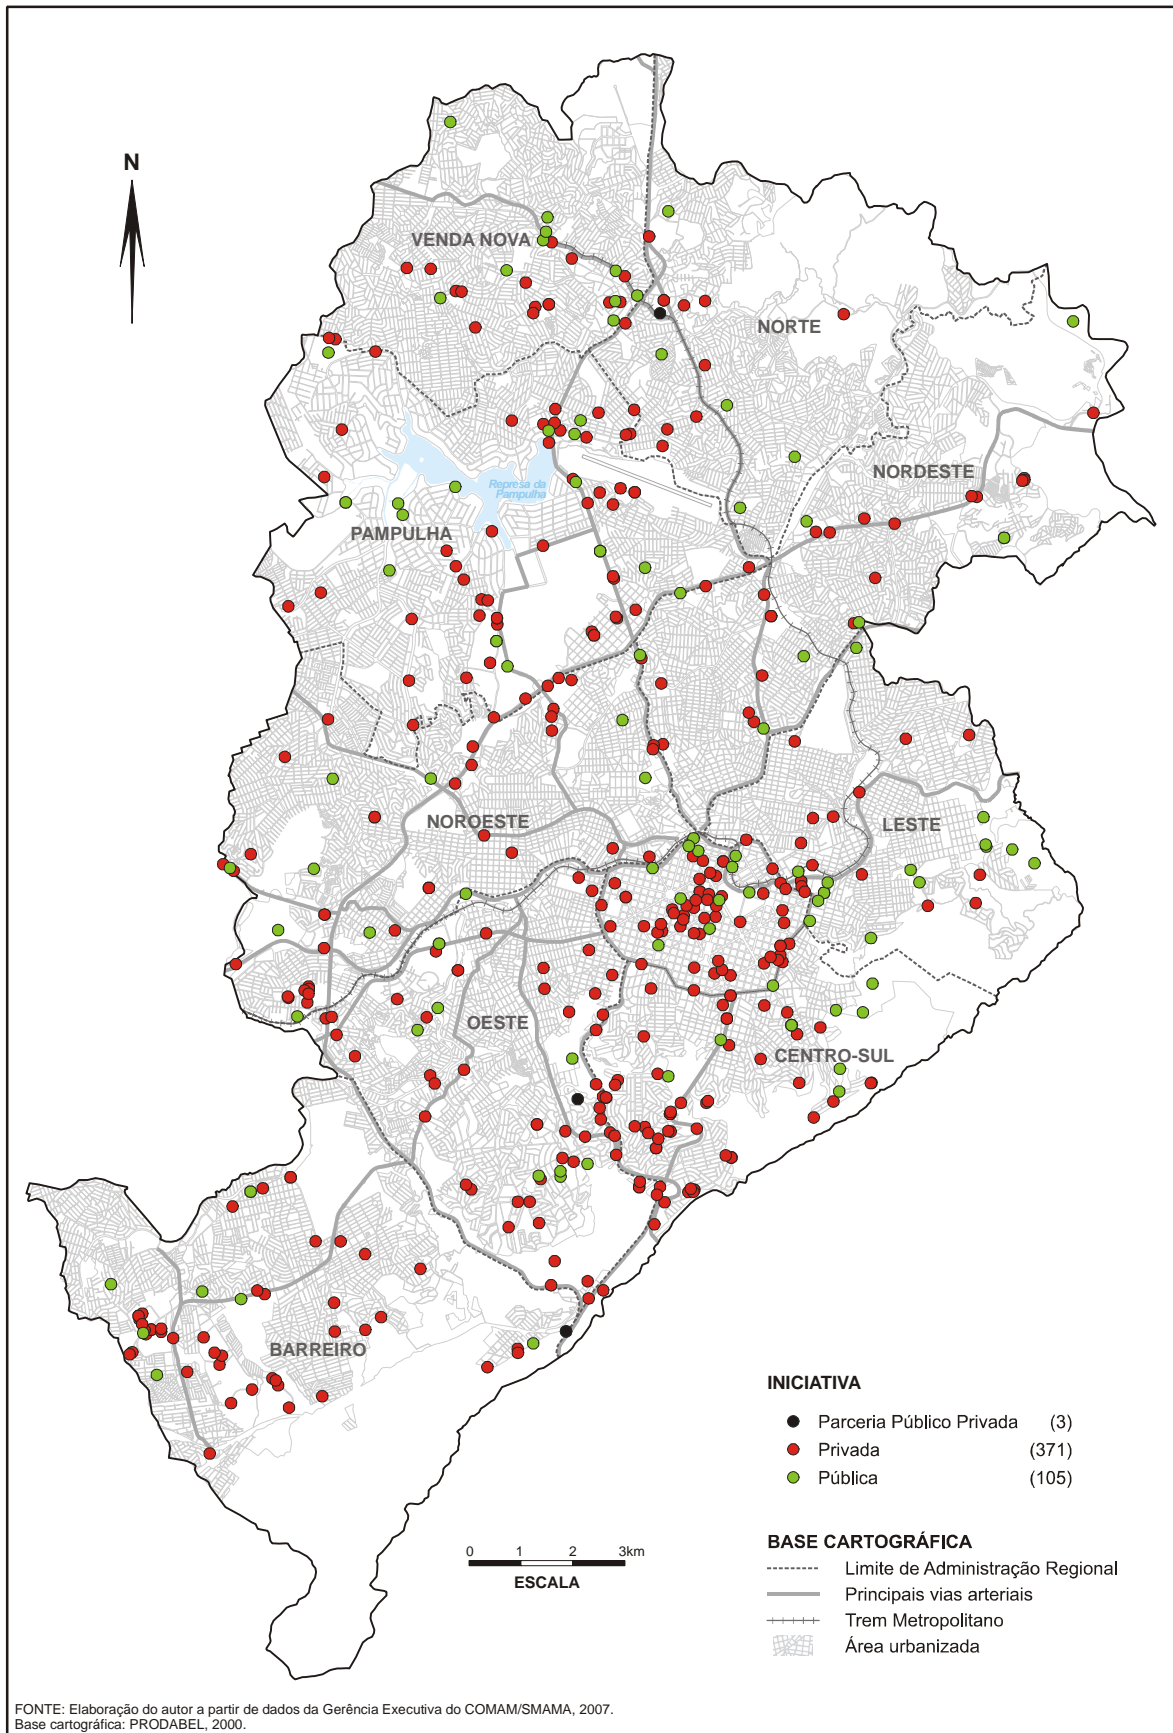 N
VENDA NOVA
NORTE
NORDESTE
Represa da
Pampulha
PAMPULHA
NOROESTE
LESTE
OESTE
CENTRO-SUL
BARREIRO
INICIATIVA
Parceria Público Privada (3)
Privada (371)
Pública (105)
0 1 2 3km
ESCALA
BASE CARTOGRÁFICA
Limite de Administração Regional
Principais vias arteriais
Trem Metropolitano
Área urbanizada
FONTE: Elaboração do autor a partir de dados da Gerência Executiva do COMAM/SMAMA, 2007.
Base cartográfica: PRODABEL, 2000.